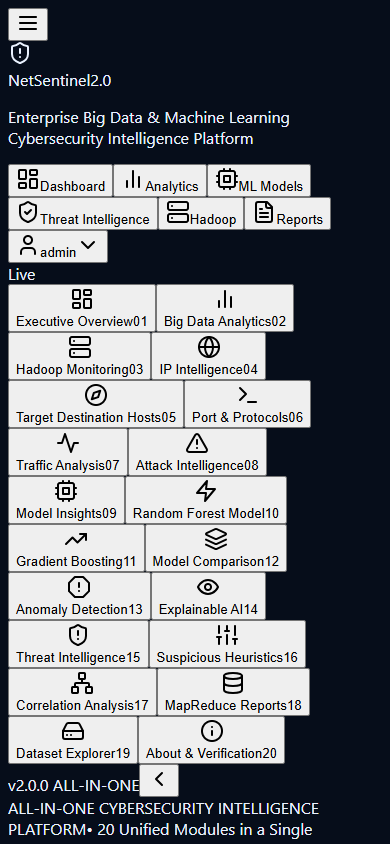 NetSentinel2.0
Enterprise Big Data & Machine Learning
Cybersecurity Intelligence Platform
Dashboard Analytics ML Models
Threat Intelligence Hadoop Reports
admin
Live
Executive Overview01 Big Data Analytics02
Hadoop Monitoring03 IP Intelligence04
Target Destination Hosts05 Port & Protocols06
Traffic Analysis07 Attack Intelligence08
Model Insights09 Random Forest Model10
Gradient Boosting11 Model Comparison12
Anomaly Detection13 Explainable AI14
Threat Intelligence15 Suspicious Heuristics16
Correlation Analysis17 MapReduce Reports18
Dataset Explorer19 About & Verification20
v2.0.0 ALL-IN-ONE
ALL-IN-ONE CYBERSECURITY INTELLIGENCE
PLATFORM• 20 Unified Modules in a Single